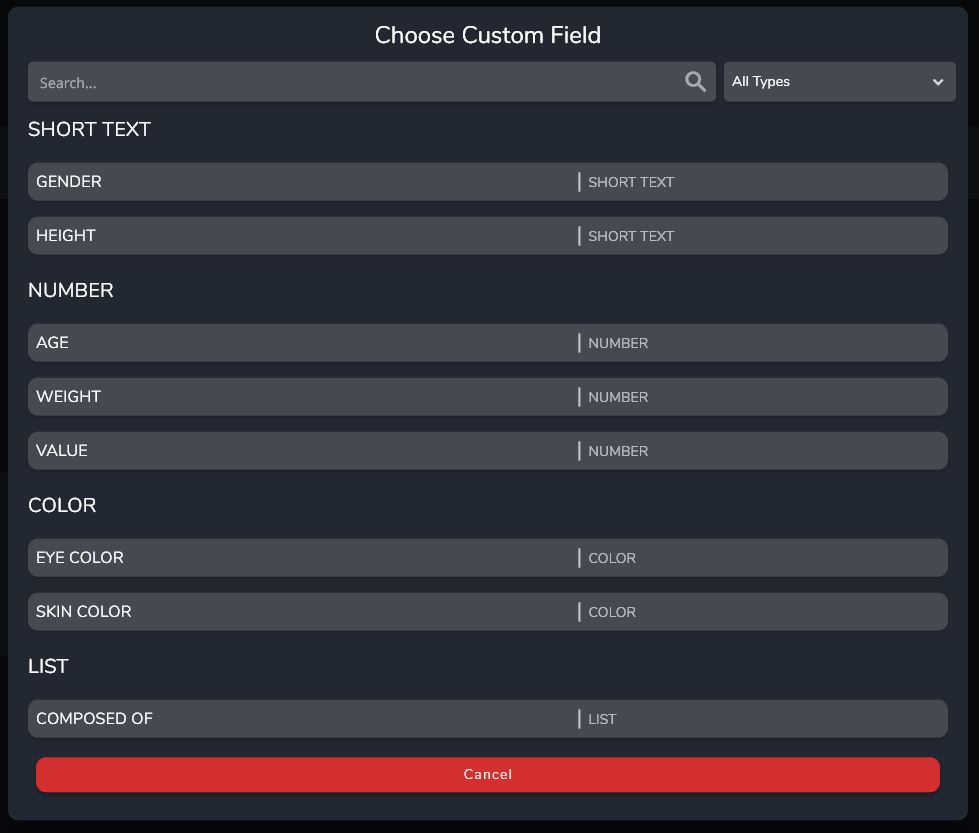 Choose Custom Field
Search...
All Types
SHORT TEXT
GENDER | SHORT TEXT
HEIGHT | SHORT TEXT
NUMBER
AGE | NUMBER
WEIGHT | NUMBER
VALUE | NUMBER
COLOR
EYE COLOR | COLOR
SKIN COLOR | COLOR
LIST
COMPOSED OF | LIST
Cancel